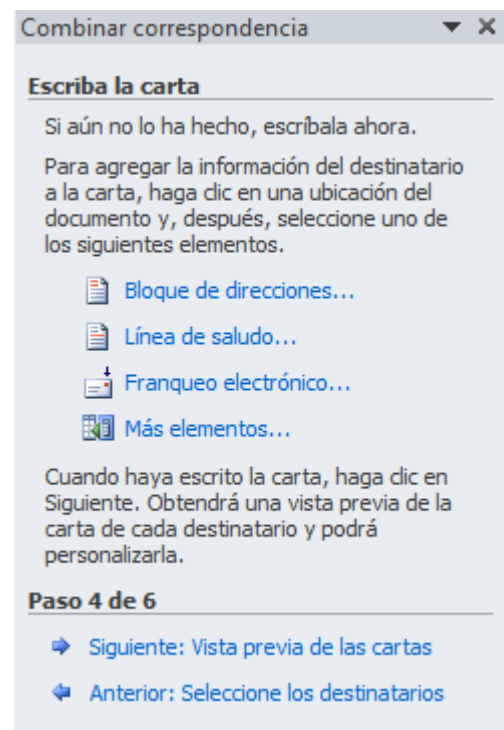 Combinar correspondencia
Escriba la carta
Si aún no lo ha hecho, escríbala ahora.
Para agregar la información del destinatario
a la carta, haga clic en una ubicación del
documento y, después, seleccione uno de
los siguientes elementos.
Bloque de direcciones...
Línea de saludo...
Franqueo electrónico...
Más elementos...
Cuando haya escrito la carta, haga clic en
Siguiente. Obtendrá una vista previa de la
carta de cada destinatario y podrá
personalizarla.
Paso 4 de 6
Siguiente: Vista previa de las cartas
Anterior: Seleccione los destinatarios